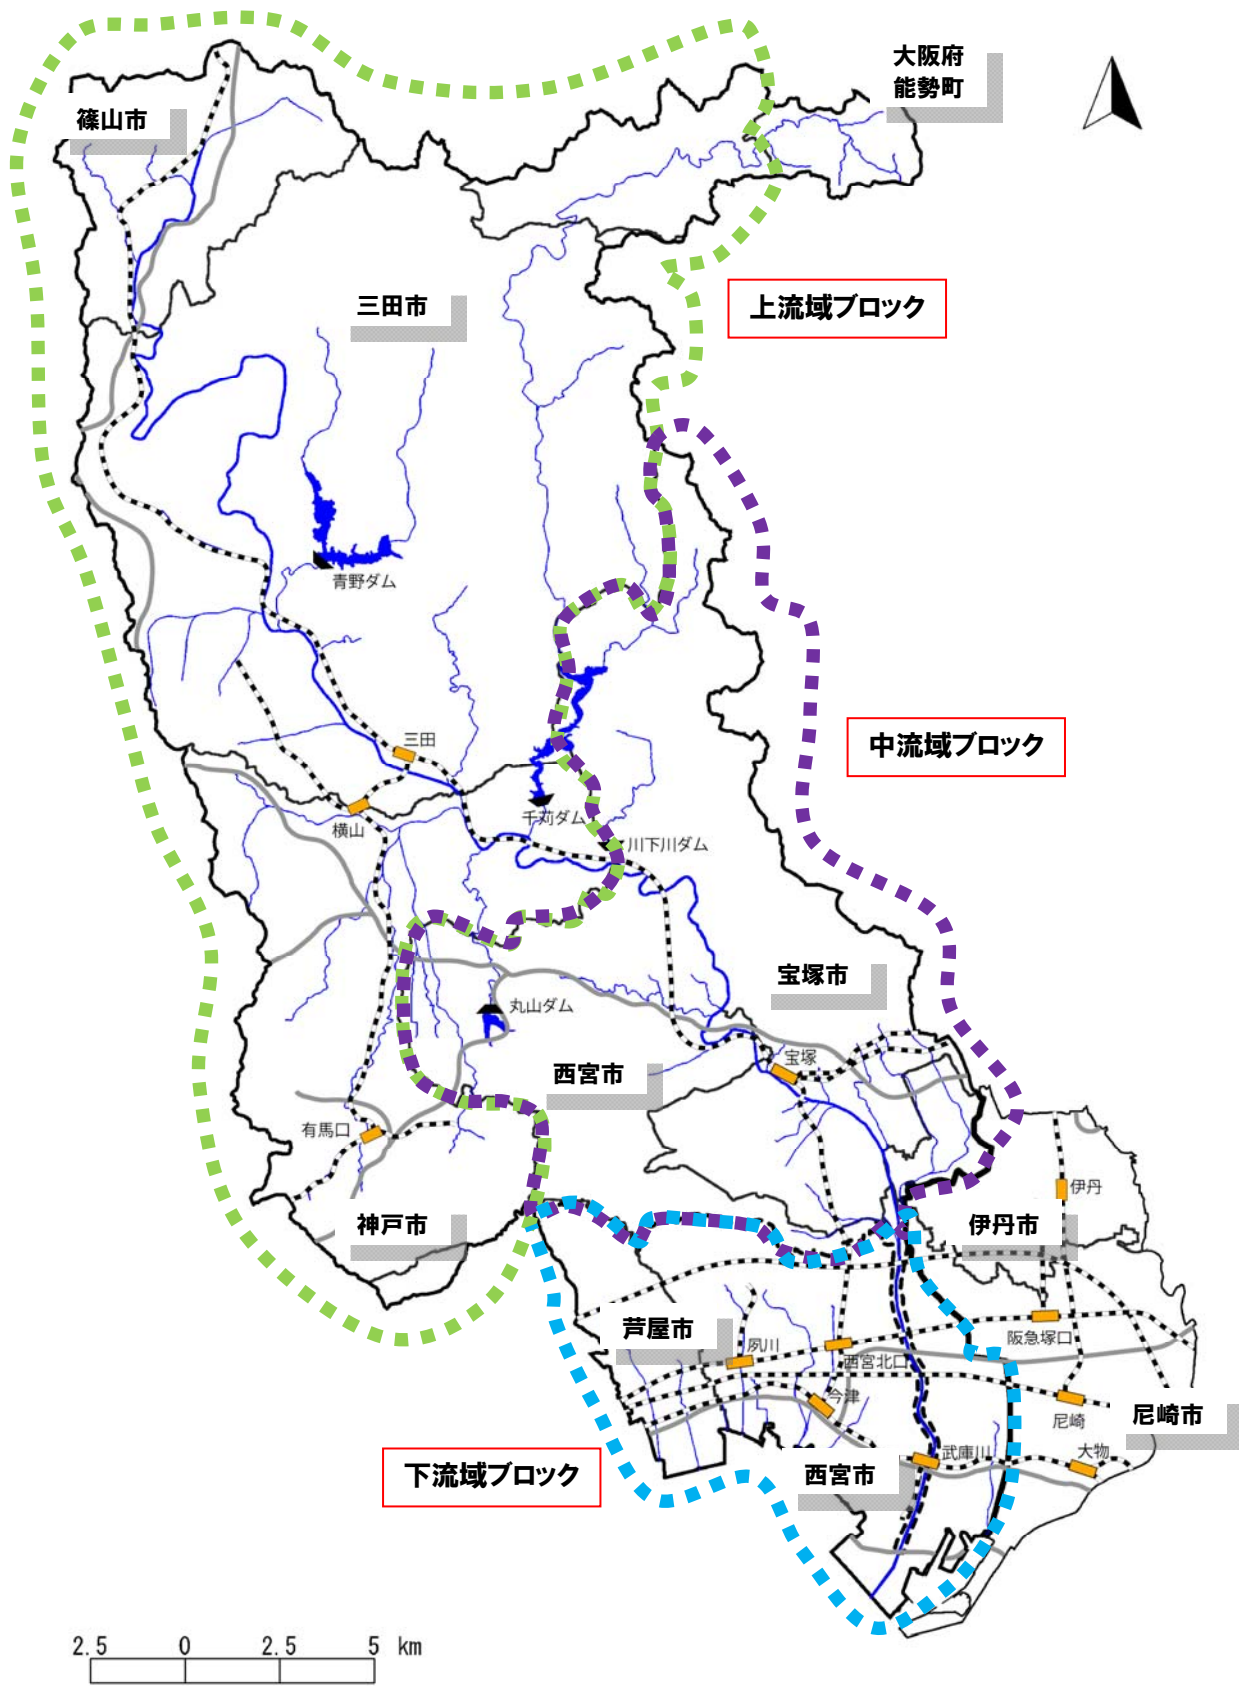 大阪府
能勢町
篠山市
三田市
上流域ブロック
青野ダム
三田
中流域ブロック
横山
千苅ダム
川下川ダム
宝塚市
丸山ダム
宝塚
西宮市
有馬口
伊丹
神戸市
伊丹市
芦屋市
夙川
西宮北口
阪急塚口
今津
尼崎
尼崎市
下流域ブロック
西宮市
武庫川
大物
2.5 0 2.5 5 km